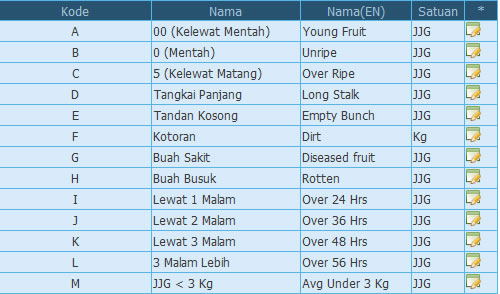 Kode Nama Nama(EN) Satuan *
A 00 (Kelewat Mentah) Young Fruit JJG
B 0 (Mentah) Unripe JJG
C 5 (Kelewat Matang) Over Ripe JJG
D Tangkai Panjang Long Stalk JJG
E Tandan Kosong Empty Bunch JJG
F Kotoran Dirt Kg
G Buah Sakit Diseased fruit JJG
H Buah Busuk Rotten JJG
I Lewat 1 Malam Over 24 Hrs JJG
J Lewat 2 Malam Over 36 Hrs JJG
K Lewat 3 Malam Over 48 Hrs JJG
L 3 Malam Lebih Over 56 Hrs JJG
M JJG < 3 Kg Avg Under 3 Kg JJG